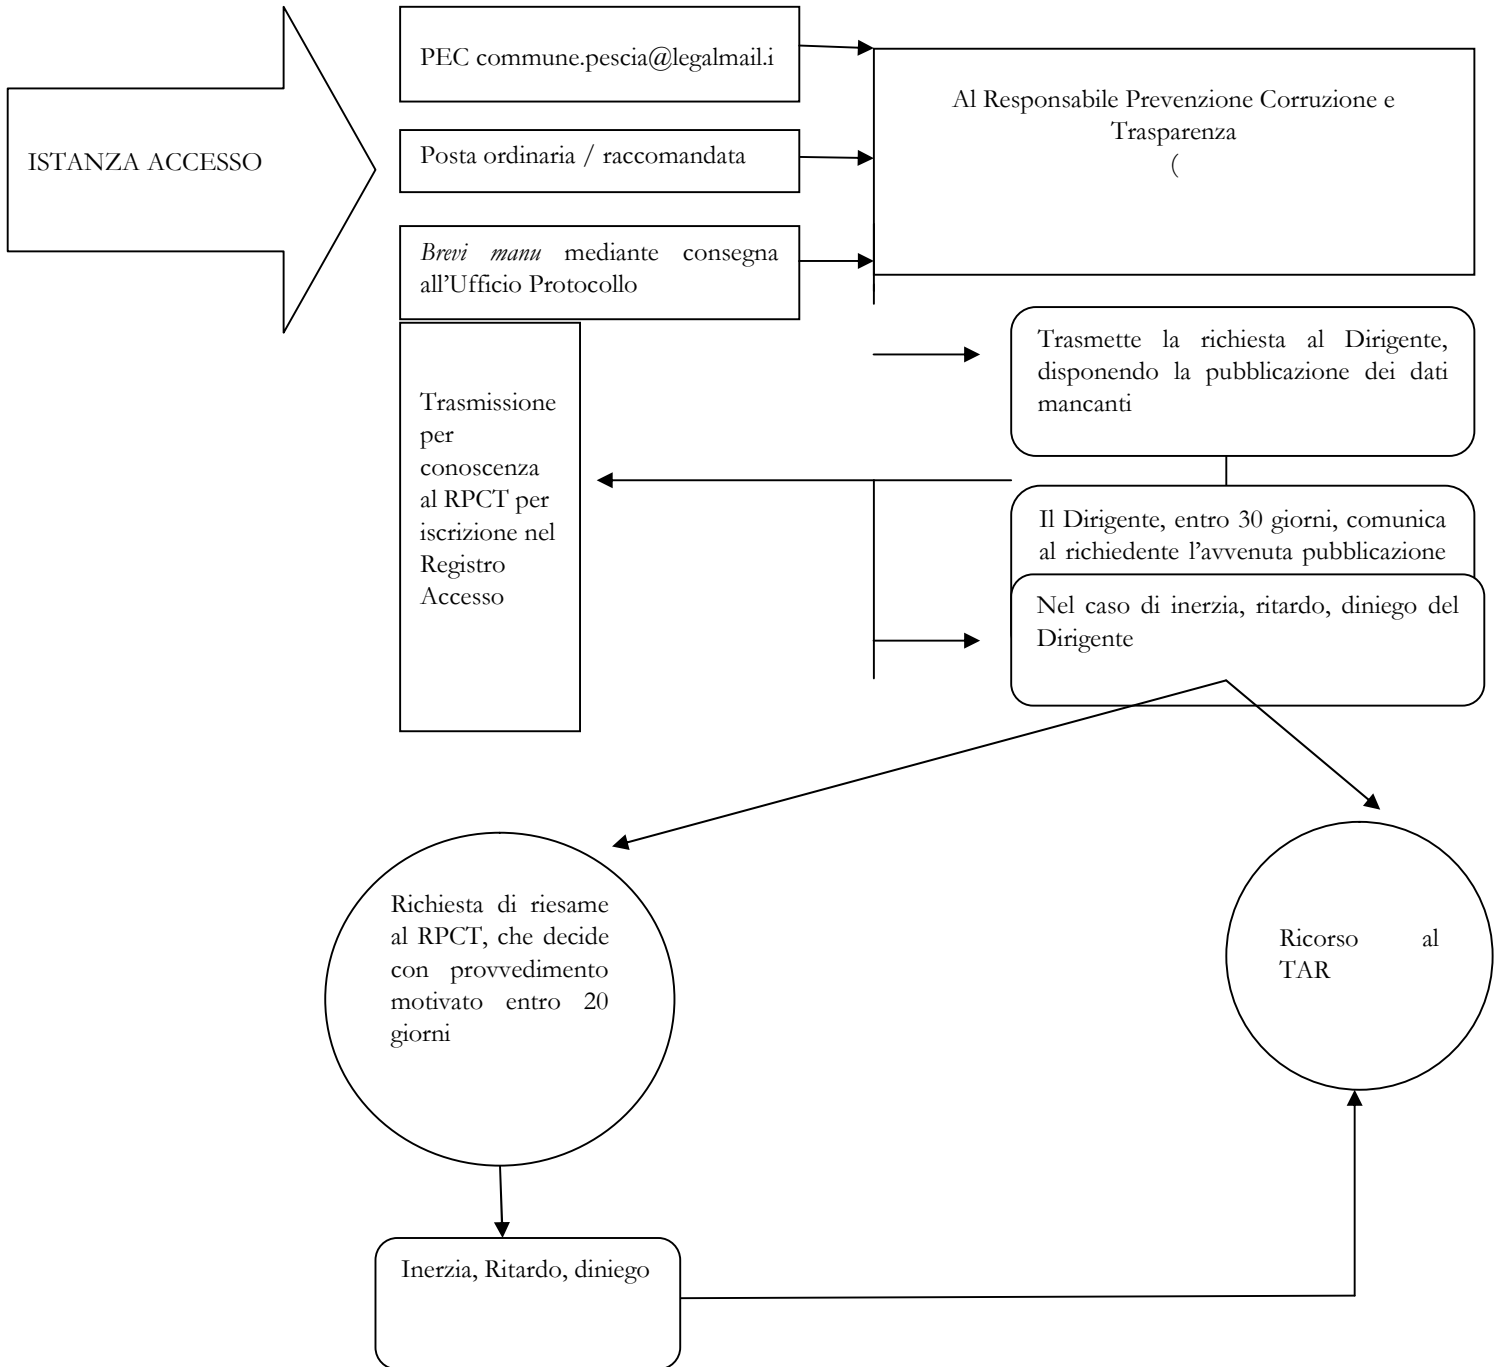 ISTANZA ACCESSO
PEC commune.pescia@legalmail.i
Posta ordinaria / raccomandata
Brevi manu mediante consegna
all'Ufficio Protocollo
Al Responsabile Prevenzione Corruzione e
Trasparenza
(
Trasmette la richiesta al Dirigente,
disponendo la pubblicazione dei dati
mancanti
Trasmissione
per
conoscenza
al RPCT per
iscrizione nel
Registro
Accesso
Il Dirigente, entro 30 giorni, comunica
al richiedente l'avvenuta pubblicazione
Nel caso di inerzia, ritardo, diniego del
Dirigente
Richiesta di riesame
al RPCT, che decide
con provvedimento
motivato entro 20
giorni
Ricorso al
TAR
Inerzia, Ritardo, diniego